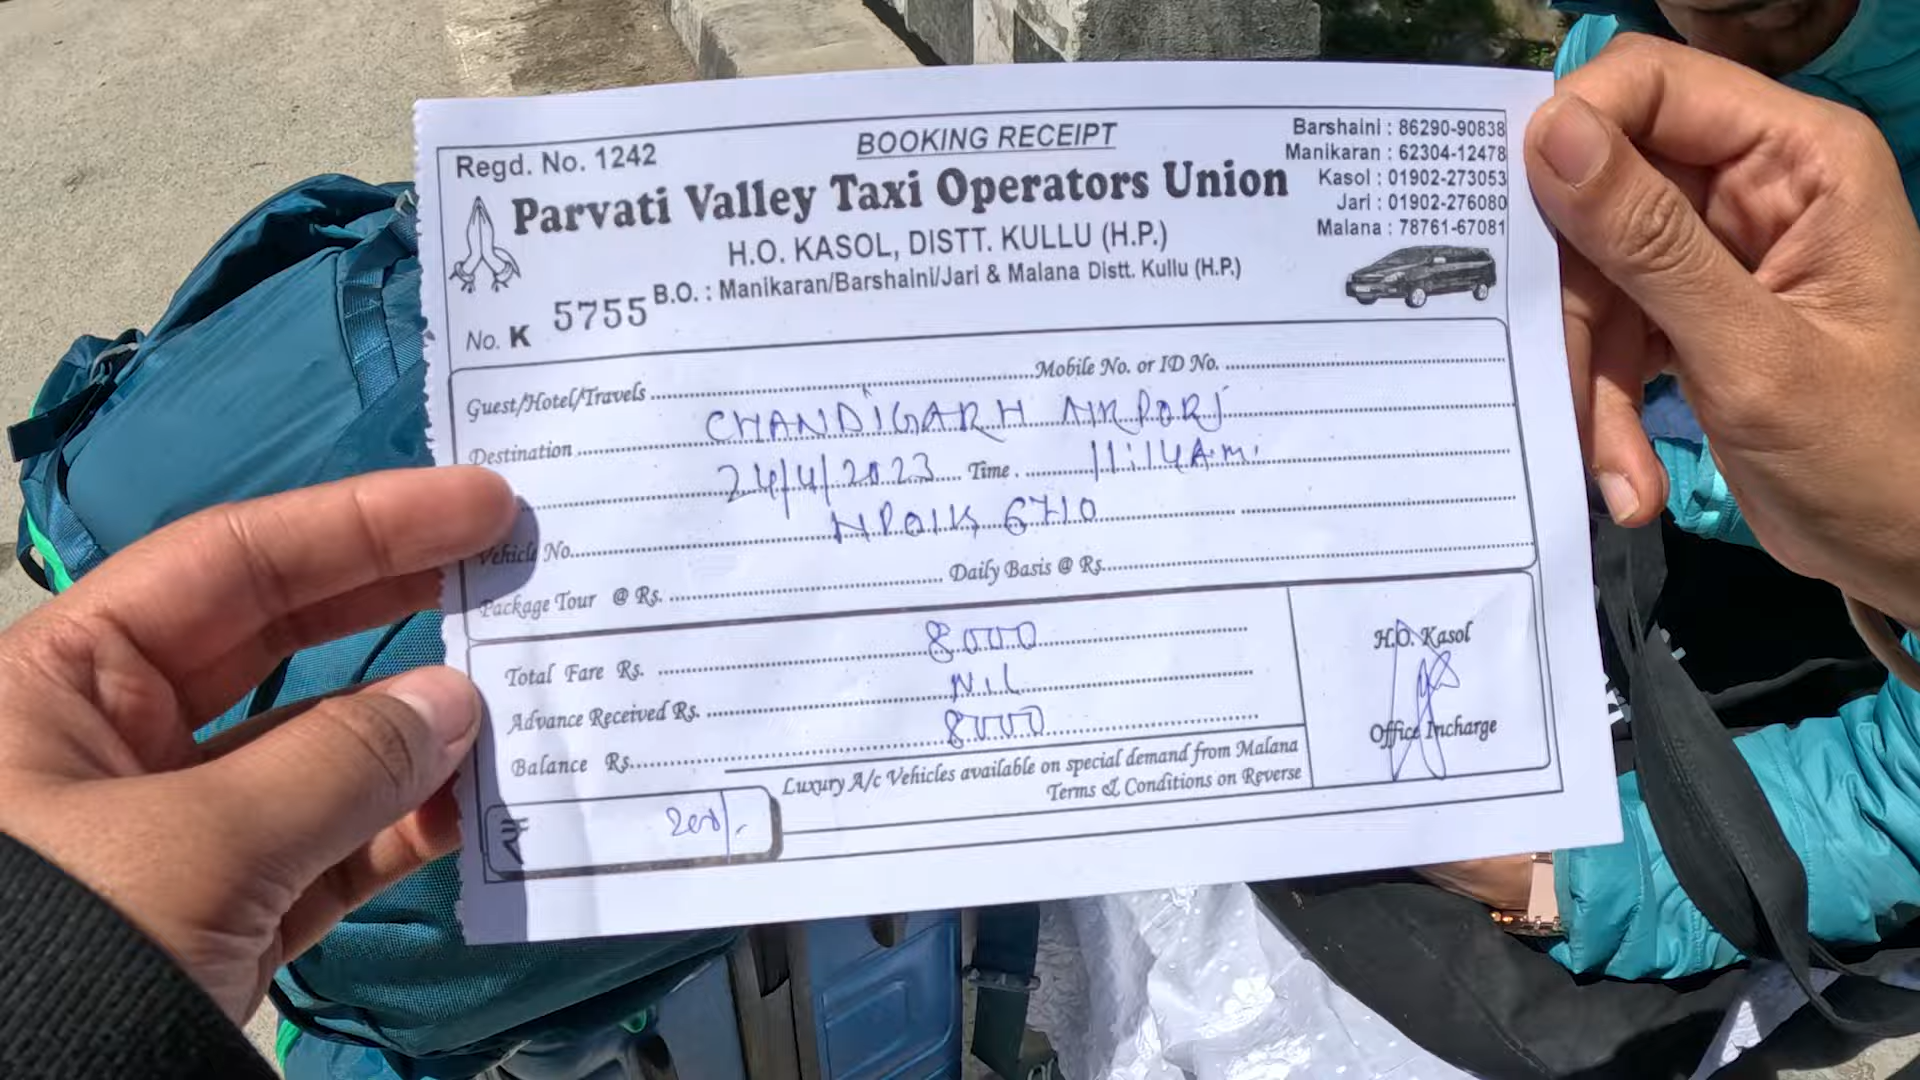 Regd. No. 1242
BOOKING RECEIPT
Barshaini : 86290-90838
Manikaran : 62304-12478
Kasol : 01902-273053
Jari : 01902-276080
Malana : 78761-67081
Parvati Valley Taxi Operators Union
H.O. KASOL, DISTT. KULLU (H.P.)
B.O. : Manikaran/Barshaini/Jari & Malana Distt. Kullu (H.P.)
No. K 5755
Guest/Hotel/Travels Mobile No. or ID No.
Destination CHANDIGARH AIRPORT
24/4/2023 Time. 11:14 A.m.
Vehicle No. 6710
Package Tour @ Rs. Daily Basis @ Rs.
Total Fare Rs. 8000
Advance Received Rs. Nil
Balance Rs. 8000
H.O. Kasol
Office Incharge
Luxury A/c Vehicles available on special demand from Malana
Terms & Conditions on Reverse
₹